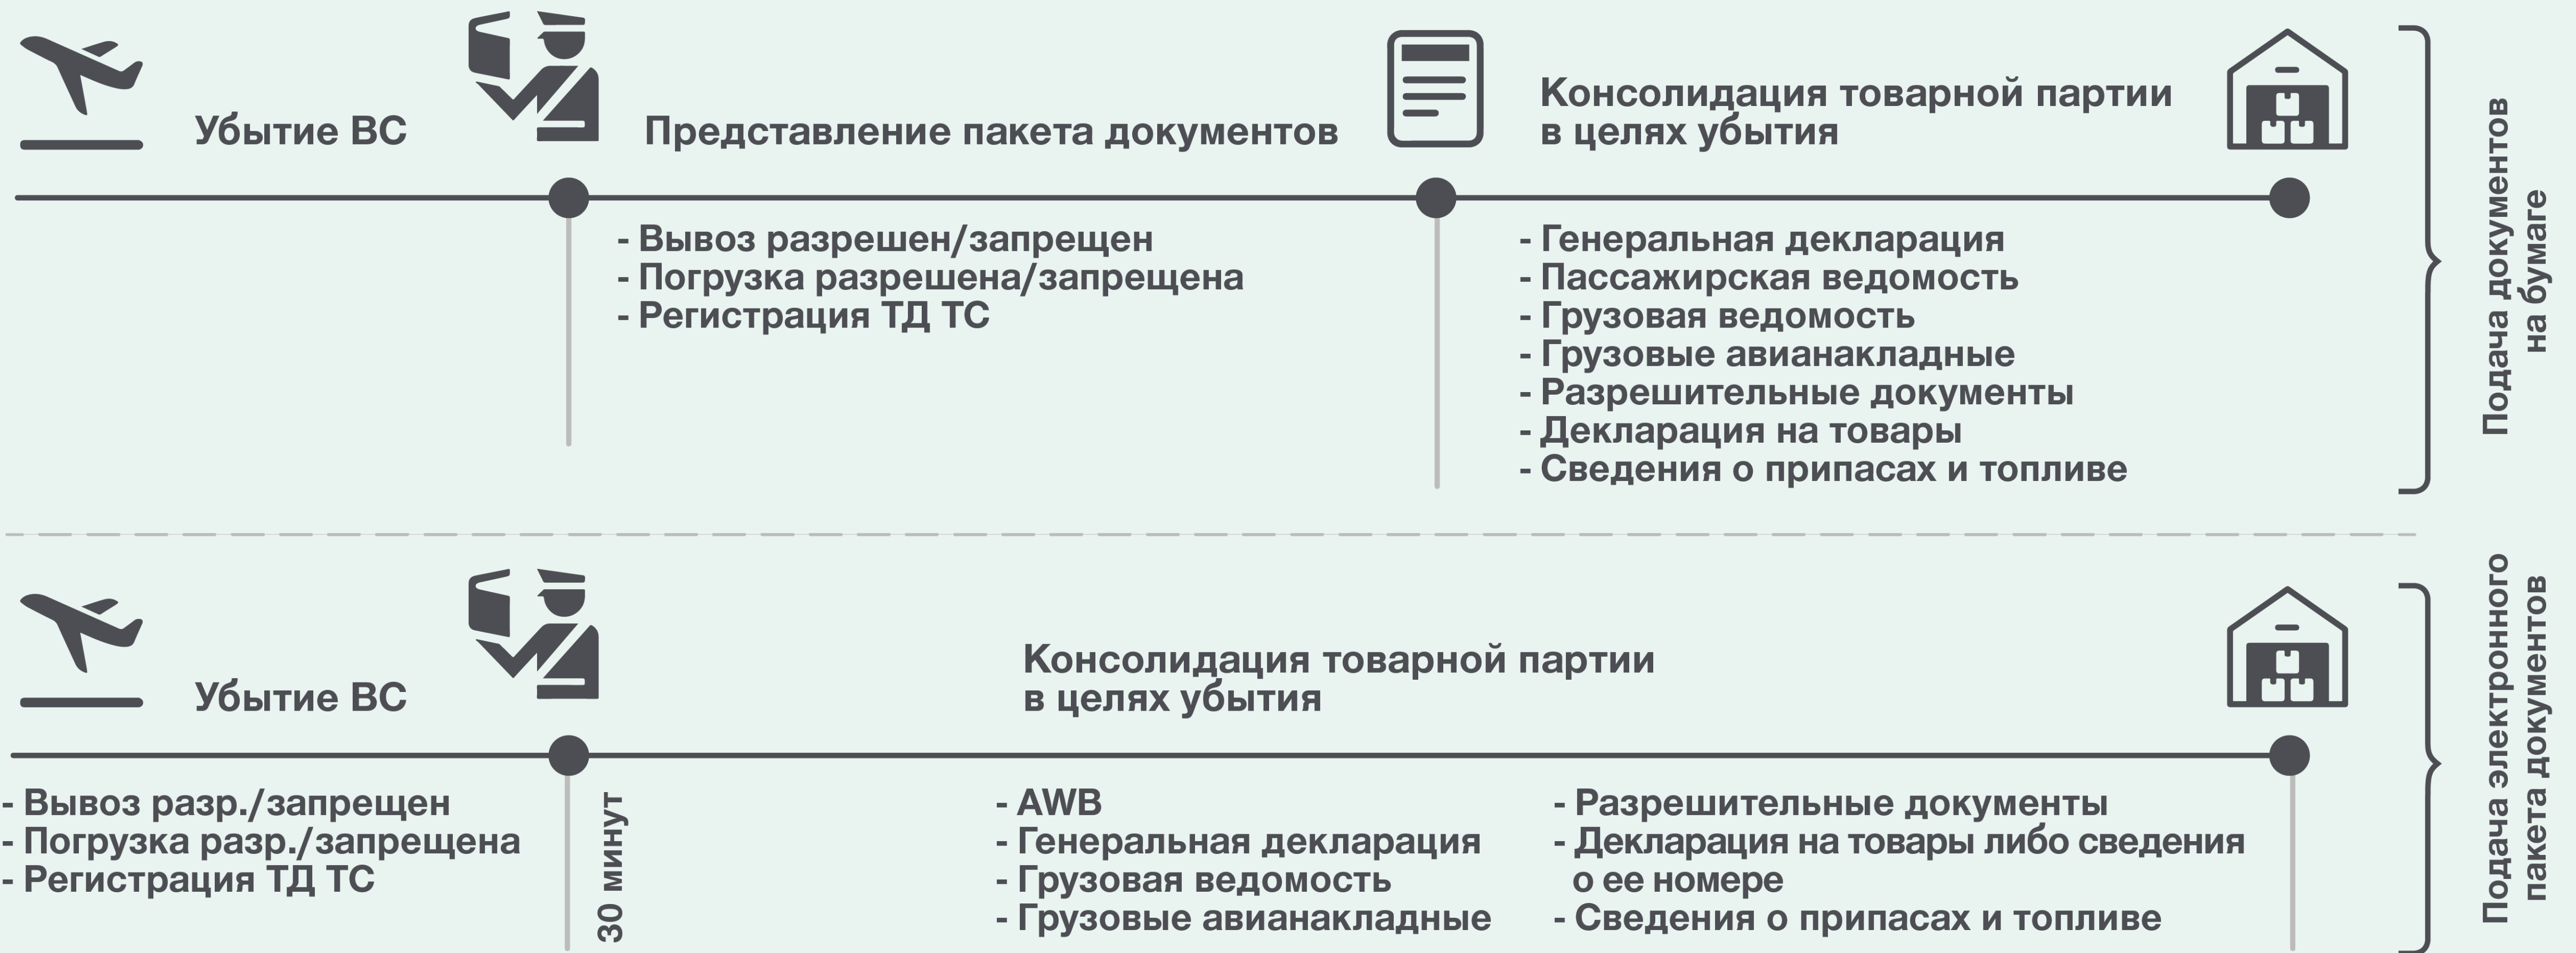 Убытие ВС
Представление пакета документов
Консолидация товарной партии
в целях убытия
- Вывоз разрешен/запрещен
- Погрузка разрешена/запрещена
- Регистрация ТД ТС
- Генеральная декларация
- Пассажирская ведомость
- Грузовая ведомость
- Грузовые авианакладные
- Разрешительные документы
- Декларация на товары
- Сведения о припасах и топливе
Подача документов
на бумаге
Убытие ВС
Консолидация товарной партии
в целях убытия
- Вывоз разр./запрещен
- Погрузка разр./запрещена
- Регистрация ТД ТС
30 минут
- AWB
- Генеральная декларация
- Грузовая ведомость
- Грузовые авианакладные
- Разрешительные документы
- Декларация на товары либо сведения
о ее номере
- Сведения о припасах и топливе
Подача электронного
пакета документов